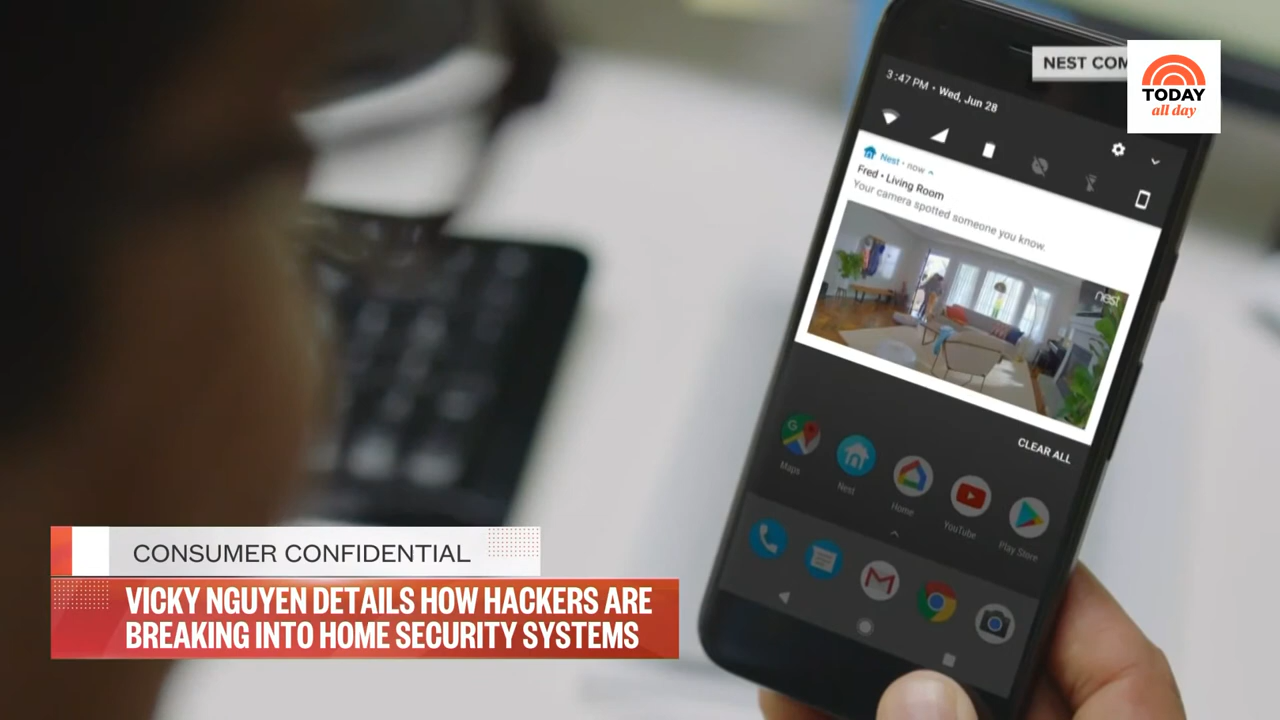 NEST COM
TODAY
all day
3:47 PM • Wed, Jun 28
Nest • now
Fred • Living Room
Your camera spotted someone you know.
nest
CLEAR ALL
Maps
Nest
Home
YouTube
Play Store
CONSUMER CONFIDENTIAL
VICKY NGUYEN DETAILS HOW HACKERS ARE
BREAKING INTO HOME SECURITY SYSTEMS